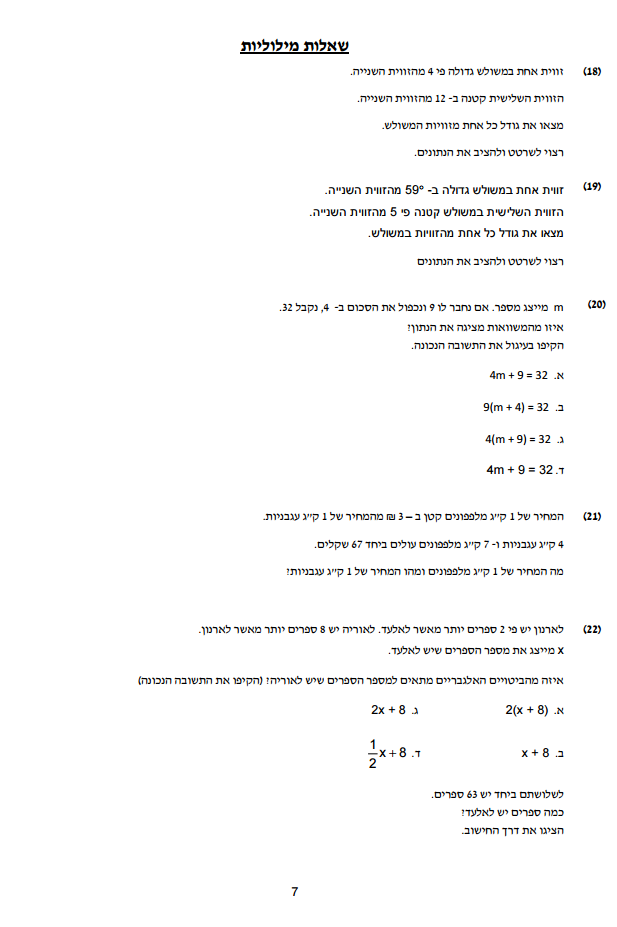 שאלות מילוליות
(18) זווית אחת במשולש גדולה פי 4 מהזווית השנייה.
הזווית השלישית קטנה ב- 12 מהזווית השנייה.
מצאו את גודל כל אחת מזוויות המשולש.
רצוי לשרטט ולהציב את הנתונים.
(19) זווית אחת במשולש גדולה ב- 59° מהזווית השנייה.
הזווית השלישית במשולש קטנה פי 5 מהזווית השנייה.
מצאו את גודל כל אחת מהזוויות במשולש.
רצוי לשרטט ולהציב את הנתונים
(20) m מייצג מספר. אם נחבר לו 9 ונכפול את הסכום ב- 4, נקבל 32.
איזו מהמשוואות מציגה את הנתון?
הקיפו בעיגול את התשובה הנכונה.
א. 4m + 9 = 32
ב. 9(m + 4) = 32
ג. 4(m + 9) = 32
ד. 4m + 9 = 32
(21) המחיר של 1 ק״ג מלפפונים קטן ב – 3 ₪ מהמחיר של 1 ק״ג עגבניות.
4 ק״ג עגבניות ו- 7 ק״ג מלפפונים עולים ביחד 67 שקלים.
מה המחיר של 1 ק״ג מלפפונים ומהו המחיר של 1 ק״ג עגבניות?
(22) לארנון יש פי 2 ספרים יותר מאשר לאלעד. לאוריה יש 8 ספרים יותר מאשר לארנון.
x מייצג את מספר הספרים שיש לאלעד.
איזה מהביטויים האלגבריים מתאים למספר הספרים שיש לאוריה? (הקיפו את התשובה הנכונה)
א. 2(x + 8) ג. 2x + 8
ב. x + 8 ד. 1/2 x + 8
לשלושתם ביחד יש 63 ספרים.
כמה ספרים יש לאלעד?
הציגו את דרך החישוב.
7